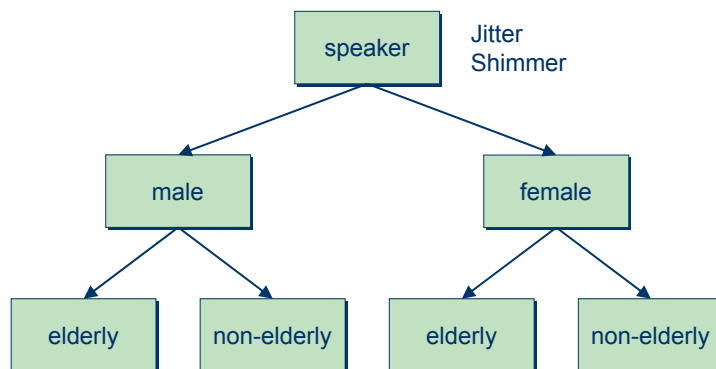 speaker
Jitter
Shimmer
male
female
elderly
non-elderly
elderly
non-elderly